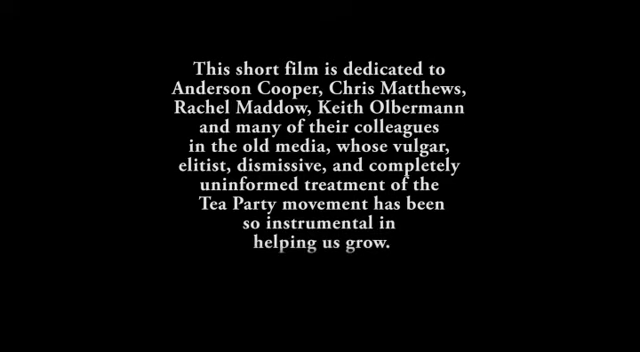 This short film is dedicated to
Anderson Cooper, Chris Matthews,
Rachel Maddow, Keith Olbermann
and many of their colleagues
in the old media, whose vulgar,
elitist, dismissive, and completely
uninformed treatment of the
Tea Party movement has been
so instrumental in
helping us grow.